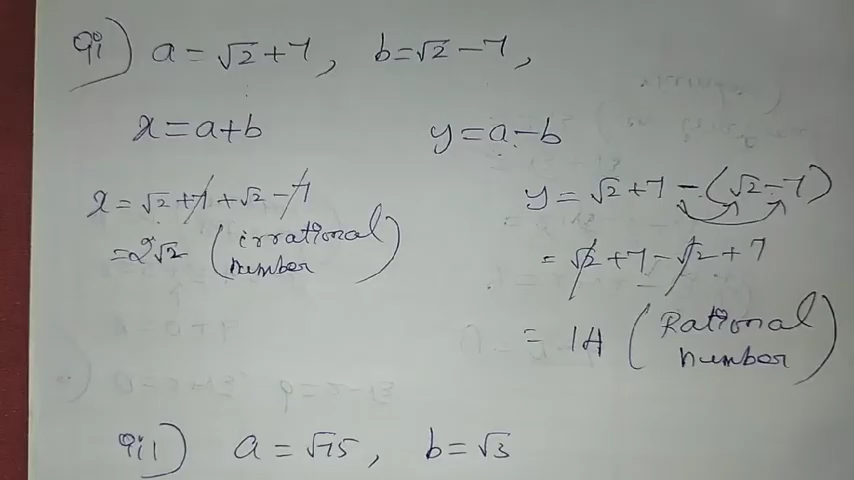 9i) a = √2 + 7, b = √2 − 7,
x = a + b
y = a − b
x = √2 + 7 + √2 − 7
= 2√2 (irrational number)
y = √2 + 7 − (√2 − 7)
= √2 + 7 − √2 + 7
= 14 (Rational number)
9ii) a = √75, b = √3